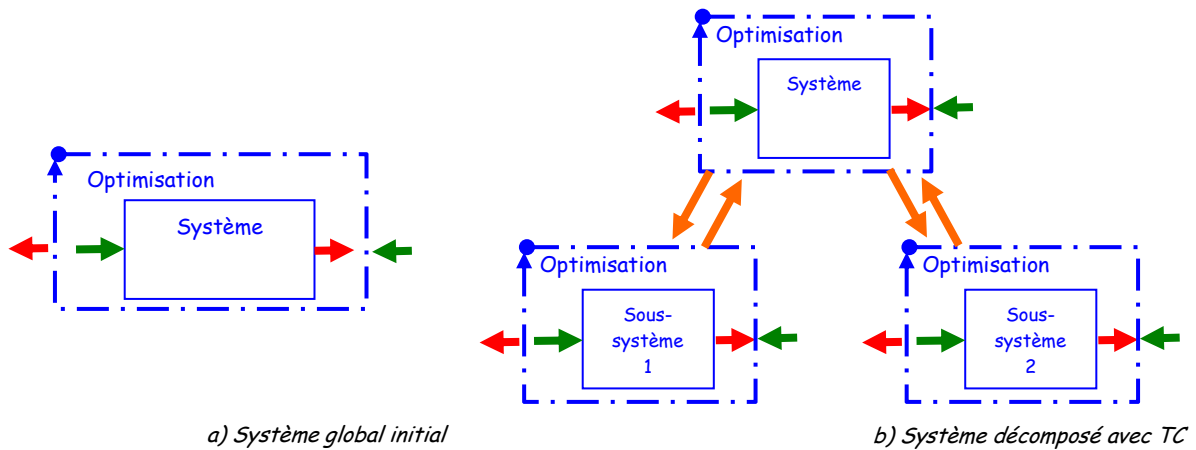 Optimisation
Système
a) Système global initial
Optimisation
Système
Optimisation
Sous-
système
1
Optimisation
Sous-
système
2
b) Système décomposé avec TC